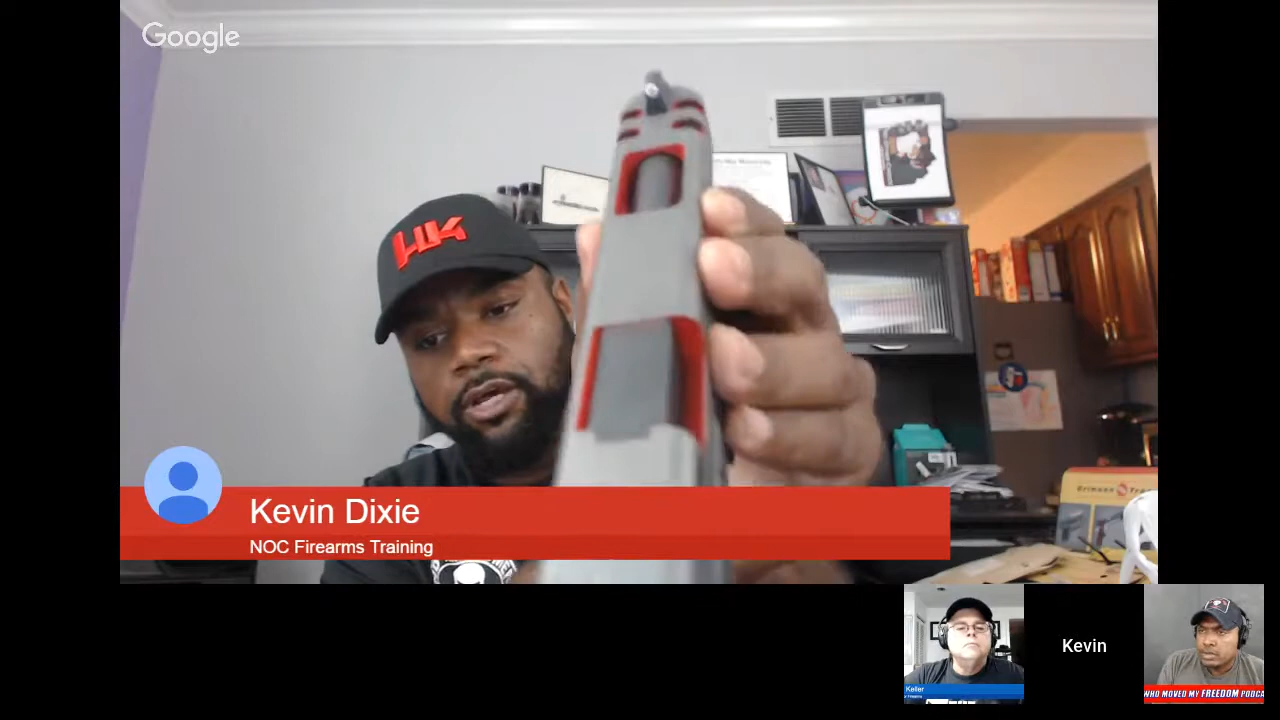 Google
HK
Kevin Dixie
NOC Firearms Training
Keller
Kevin
WHO MOVED MY FREEDOM PODCA